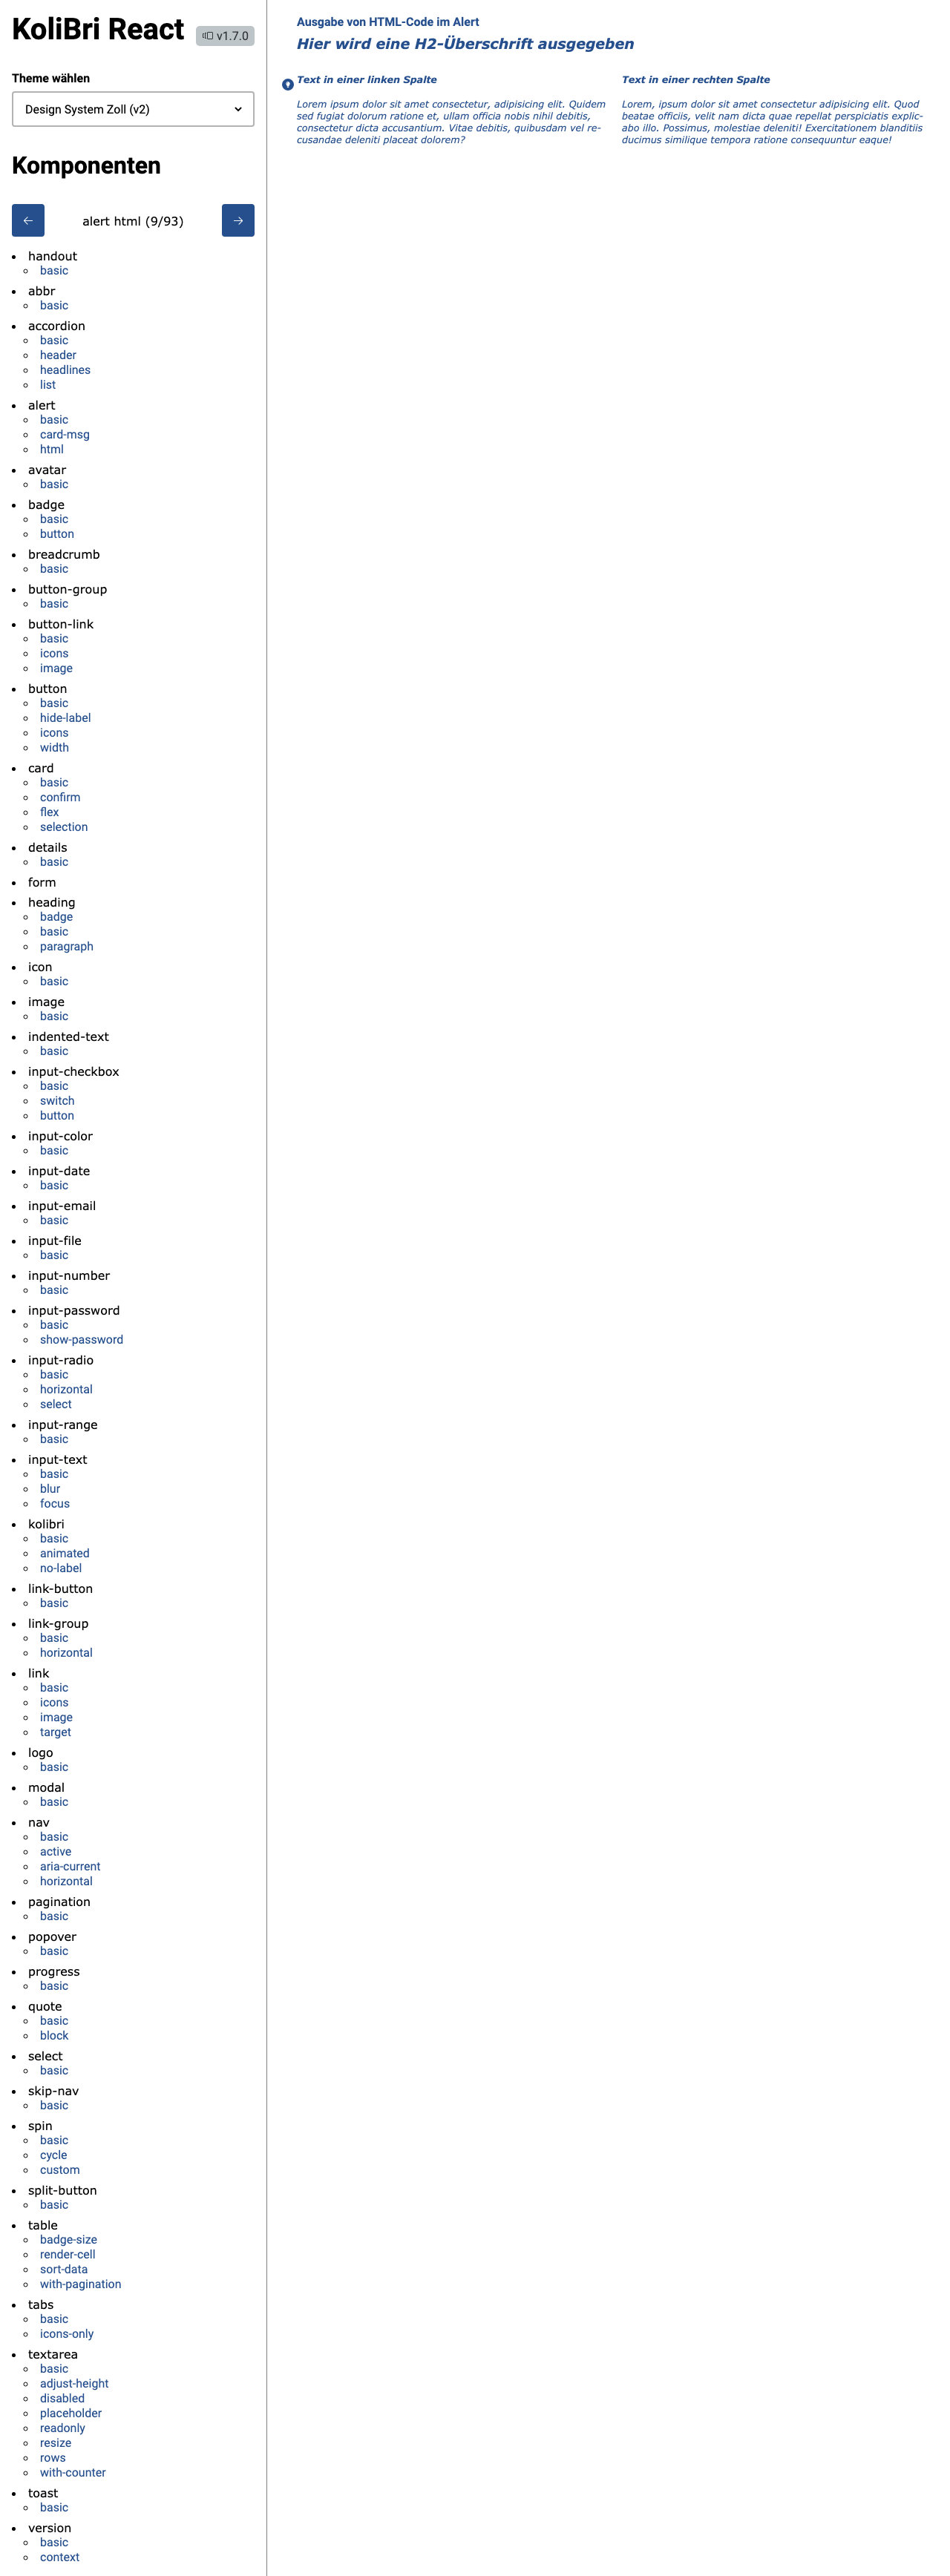 KoliBri React
v1.7.0
Theme wählen
Design System Zoll (v2)
Komponenten
← alert html (9/93) →
handout
basic
abbr
basic
accordion
basic
header
headlines
list
alert
basic
card-msg
html
avatar
basic
badge
basic
button
breadcrumb
basic
button-group
basic
button-link
basic
icons
image
button
basic
hide-label
icons
width
card
basic
confirm
flex
selection
details
basic
form
heading
badge
basic
paragraph
icon
basic
image
basic
indented-text
basic
input-checkbox
basic
switch
button
input-color
basic
input-date
basic
input-email
basic
input-file
basic
input-number
basic
input-password
basic
show-password
input-radio
basic
horizontal
select
input-range
basic
input-text
basic
blur
focus
kolibri
basic
animated
no-label
link-button
basic
link-group
basic
horizontal
link
basic
icons
image
target
logo
basic
modal
basic
nav
basic
active
aria-current
horizontal
pagination
basic
popover
basic
progress
basic
quote
basic
block
select
basic
skip-nav
basic
spin
basic
cycle
custom
split-button
basic
table
badge-size
render-cell
sort-data
with-pagination
tabs
basic
icons-only
textarea
basic
adjust-height
disabled
placeholder
readonly
resize
rows
with-counter
toast
basic
version
basic
context
Ausgabe von HTML-Code im Alert
Hier wird eine H2-Überschrift ausgegeben
Text in einer linken Spalte
Lorem ipsum dolor sit amet consectetur, adipisicing elit. Quidem
sed fugiat dolorum ratione et, ullam officia nobis nihil debitis,
consectetur dicta accusantium. Vitae debitis, quibusdam vel re-
cusandae deleniti placeat dolorem?
Text in einer rechten Spalte
Lorem, ipsum dolor sit amet consectetur adipisicing elit. Quod
beatae officiis, velit nam dicta quae repellat perspiciatis explic-
abo illo. Possimus, molestiae deleniti! Exercitationem blanditiis
ducimus similique tempora ratione consequuntur eaque!